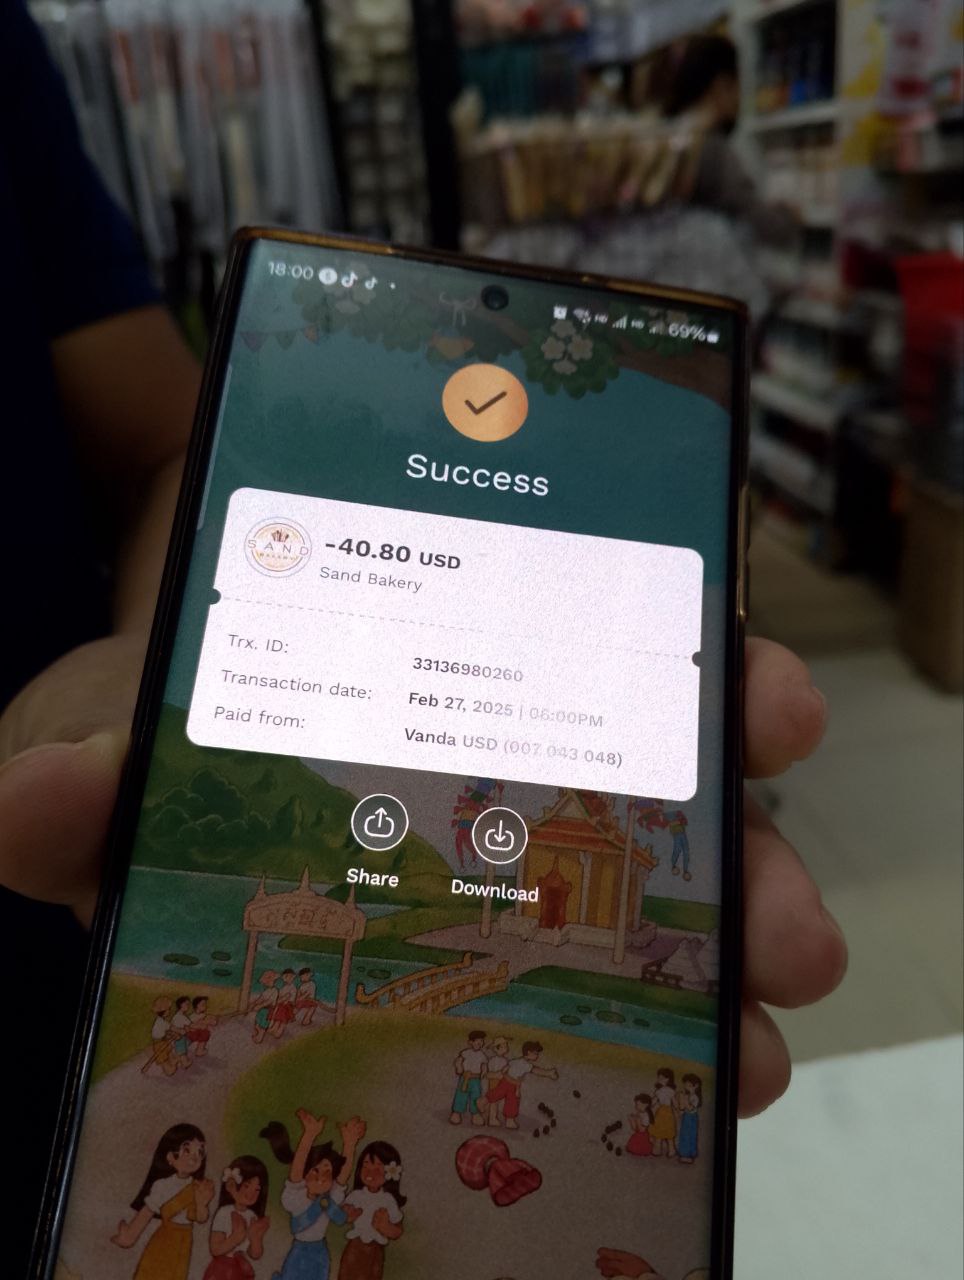 18:00
69%
Success
SAND
BAKERY
-40.80 USD
Sand Bakery
Trx. ID:
33136980260
Transaction date:
Feb 27, 2025 | 06:00PM
Paid from:
Vanda USD (007 043 048)
Share
Download